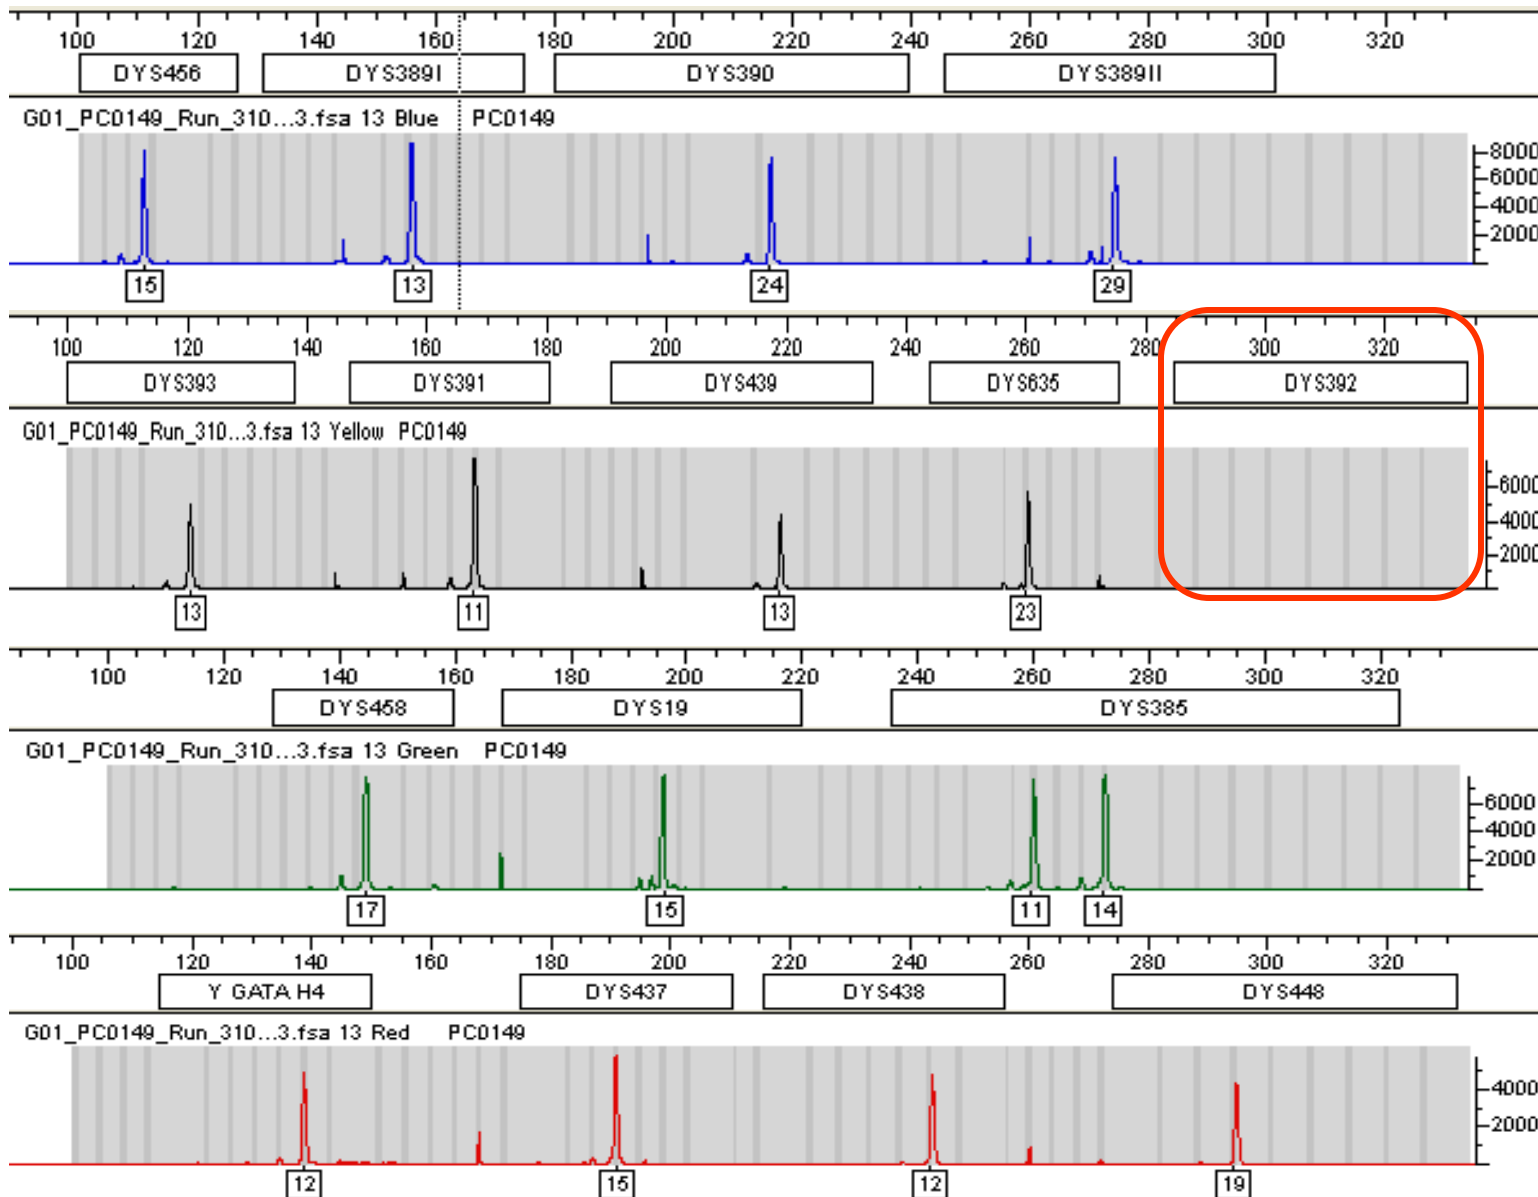 100 120 140 160 180 200 220 240 260 280 300 320
DYS456 DYS389I DYS390 DYS389II
G01_PC0149_Run_310...3.fsa 13 Blue PC0149
8000
6000
4000
2000
15 13 24 29
100 120 140 160 180 200 220 240 260 280 300 320
DYS393 DYS391 DYS439 DYS635 DYS392
G01_PC0149_Run_310...3.fsa 13 Yellow PC0149
6000
4000
2000
13 11 13 23
100 120 140 160 180 200 220 240 260 280 300 320
DYS458 DYS19 DYS385
G01_PC0149_Run_310...3.fsa 13 Green PC0149
6000
4000
2000
17 15 11 14
100 120 140 160 180 200 220 240 260 280 300 320
Y GATA H4 DYS437 DYS438 DYS448
G01_PC0149_Run_310...3.fsa 13 Red PC0149
4000
2000
12 15 12 19